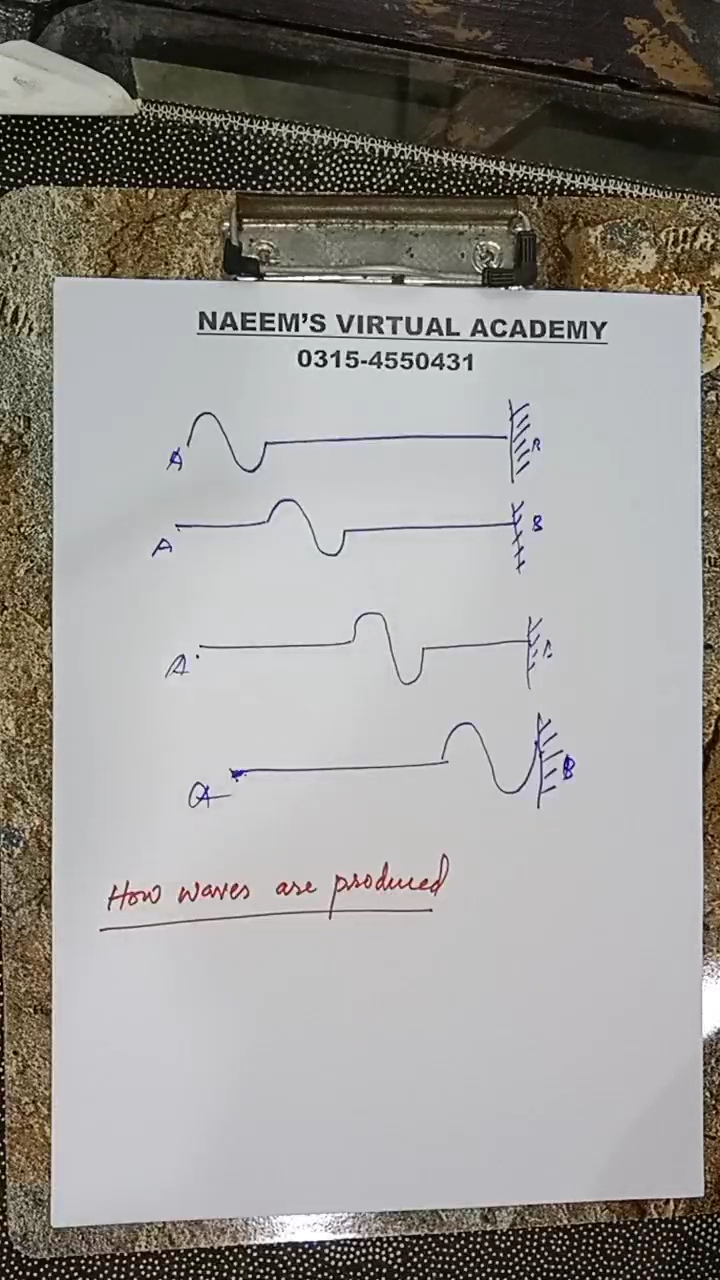 NAEEM'S VIRTUAL ACADEMY
0315-4550431
A
A B
A
A B
How waves are produced